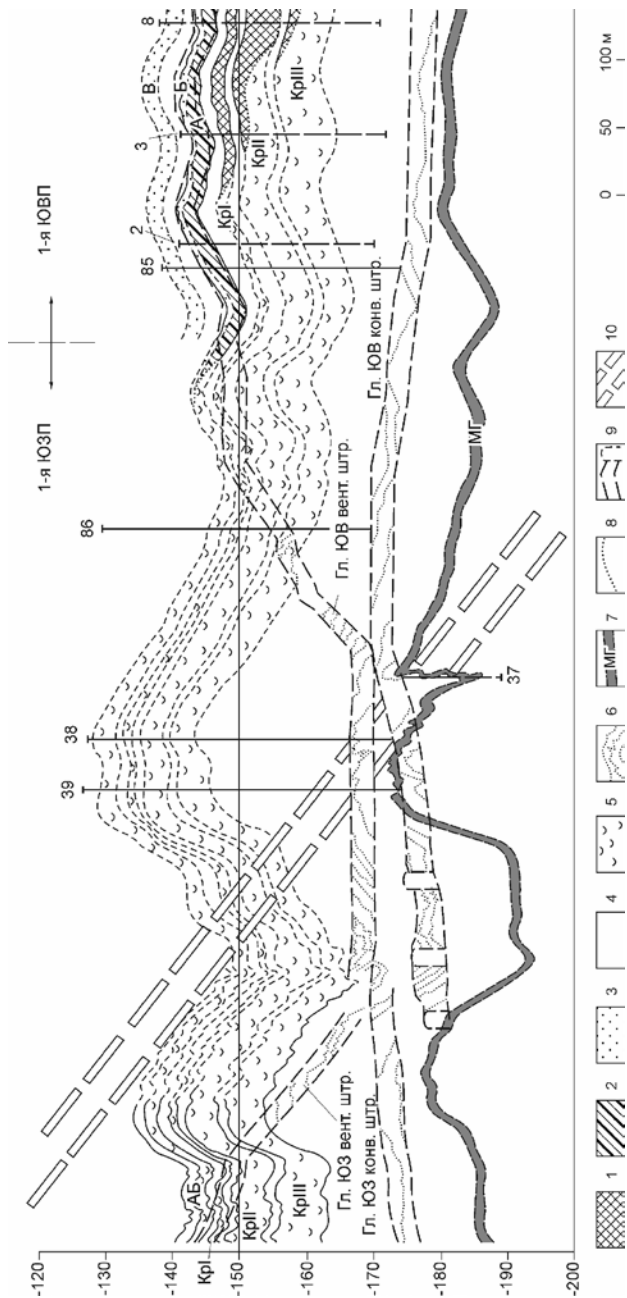 1-я ЮЗП
1-я ЮВП
39
38
86
85
2
3
8
В
Б
А
КрI
КрII
КрIII
АБ
КрI
КрII
КрIII
Гл. ЮВ вент. штр.
Гл. ЮВ конв. штр.
Гл. ЮЗ вент. штр.
Гл. ЮЗ конв. штр.
МГ
37
-120
-130
-140
-150
-160
-170
-180
-190
-200
0
50
100 м
1
2
3
4
5
6
МГ
7
8
9
10